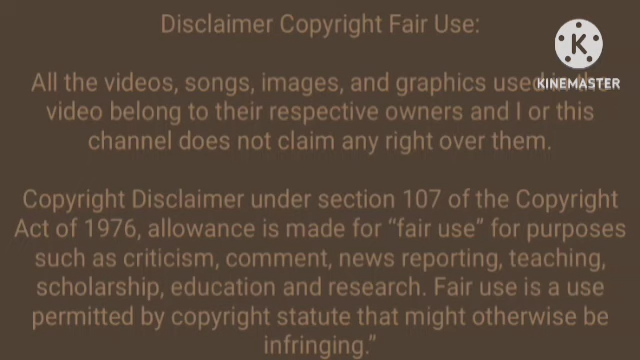 Disclaimer Copyright Fair Use:
All the videos, songs, images, and graphics used in the
video belong to their respective owners and I or this
channel does not claim any right over them.
Copyright Disclaimer under section 107 of the Copyright
Act of 1976, allowance is made for “fair use” for purposes
such as criticism, comment, news reporting, teaching,
scholarship, education and research. Fair use is a use
permitted by copyright statute that might otherwise be
infringing.”
K
KINEMASTER